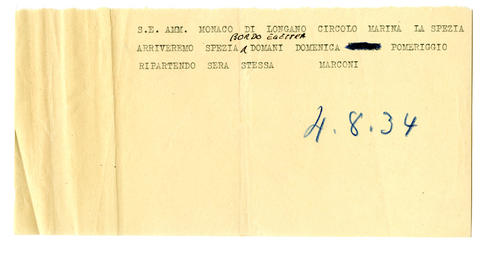 S.E. AMM. MONACO DI LONGANO CIRCOLO MARINA LA SPEZIA
BORDO ELETTRA
ARRIVEREMO SPEZIA DOMANI DOMENICA POMERIGGIO
RIPARTENDO SERA STESSA MARCONI
4.8.34